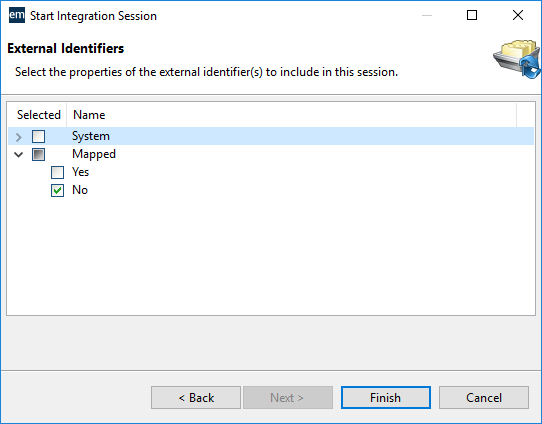 em Start Integration Session
External Identifiers
Select the properties of the external identifier(s) to include in this session.
Selected Name
System
Mapped
Yes
No
< Back Next > Finish Cancel